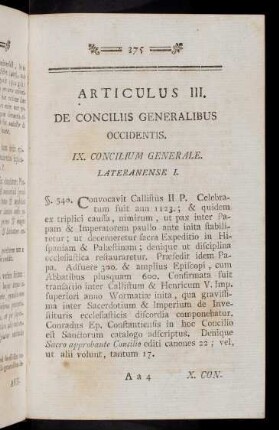 375
ARTICULUS III.
DE CONCILIIS GENERALIBUS
OCCIDENTIS.
IX. CONCILIUM GENERALE.
LATERANENSE I.
§. 540. Convocavit Callistus II P. Celebra-
tum fuit ann 1123.; & quidem
ex triplici causa, nimirum, ut pax inter Pa-
pam & Imperatorem paullo ante inita stabili-
retur; ut decerneretur sacra Expeditio in Hi-
spaniam & Palæstinam; denique ut disciplina
ecclesiastica restauraretur. Præsedit idem Pa-
pa. Adfuere 300. & amplius Episcopi, cum
Abbatibus plusquam 600. Confirmata fuit
transactio inter Callistum & Henricum V. Imp.
superiori anno Wormatiæ inita, qua gravissi-
ma inter Sacerdotium & Imperium de Inve-
stituris ecclesiasticis discordia componebatur.
Conradus Ep. Constantiensis in hoc Concilio
est Sanctorum catalogo adscriptus. Denique
Sacro approbante Concilio editi canones 22; vel,
ut alii volunt, tantum 17.
A a 4 X. CON-